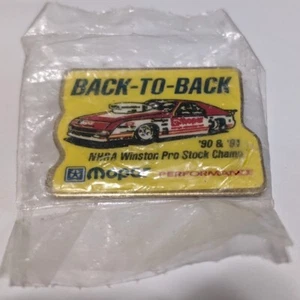 BACK-TO-BACK
'90 & '91
NHRA Winston Pro Stock Champ
Mopar PERFORMANCE